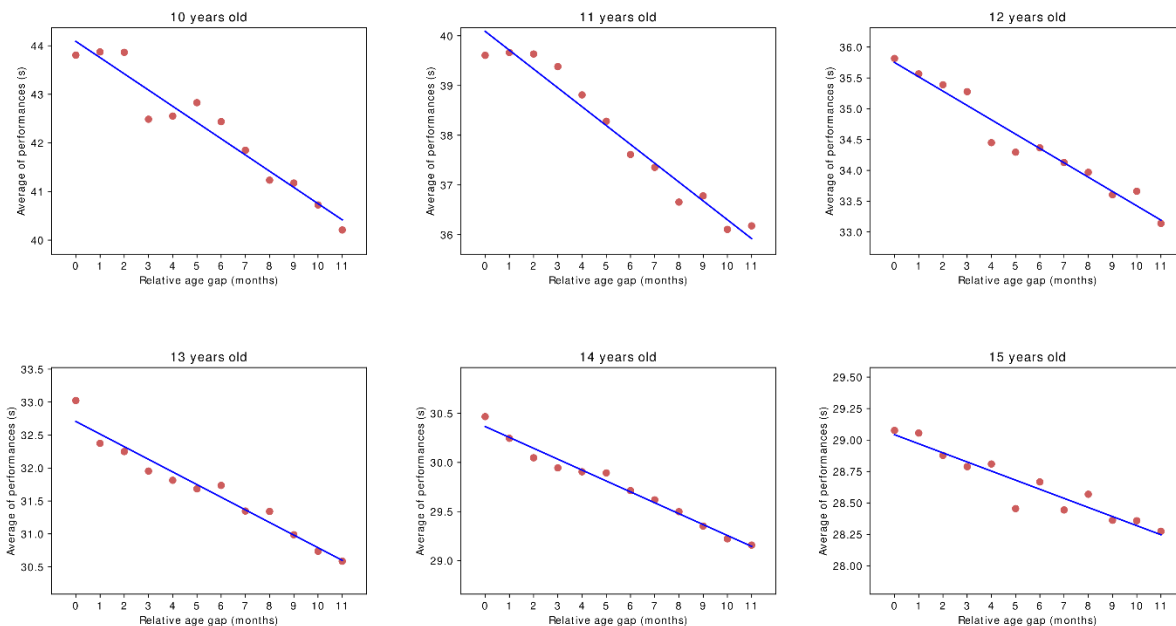 10 years old
Average of performances (s)
44
43
42
41
40
0 1 2 3 4 5 6 7 8 9 10 11
Relative age gap (months)
11 years old
Average of performances (s)
40
39
38
37
36
0 1 2 3 4 5 6 7 8 9 10 11
Relative age gap (months)
12 years old
Average of performances (s)
36.0
35.5
35.0
34.5
34.0
33.5
33.0
0 1 2 3 4 5 6 7 8 9 10 11
Relative age gap (months)
13 years old
Average of performances (s)
33.5
33.0
32.5
32.0
31.5
31.0
30.5
0 1 2 3 4 5 6 7 8 9 10 11
Relative age gap (months)
14 years old
Average of performances (s)
30.5
30.0
29.5
29.0
0 1 2 3 4 5 6 7 8 9 10 11
Relative age gap (months)
15 years old
Average of performances (s)
29.50
29.25
29.00
28.75
28.50
28.25
28.00
0 1 2 3 4 5 6 7 8 9 10 11
Relative age gap (months)